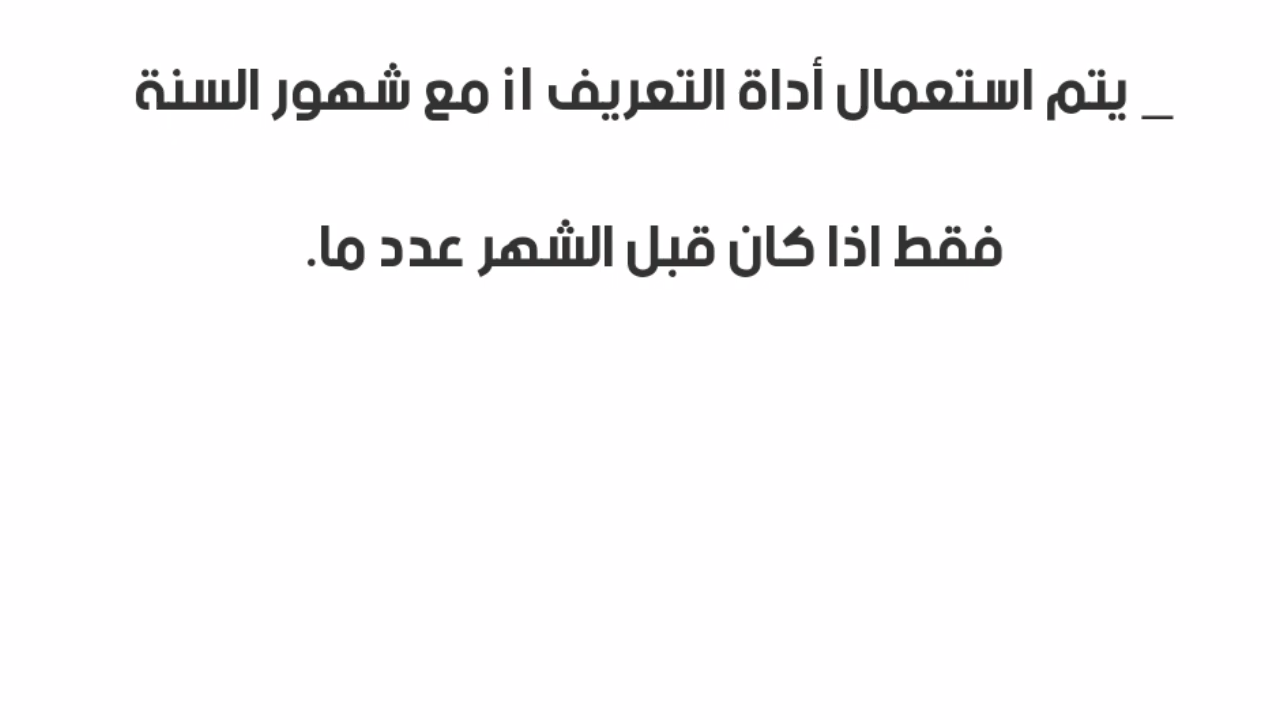 _ يتم استعمال أداة التعريف il مع شهور السنة
فقط اذا كان قبل الشهر عدد ما.